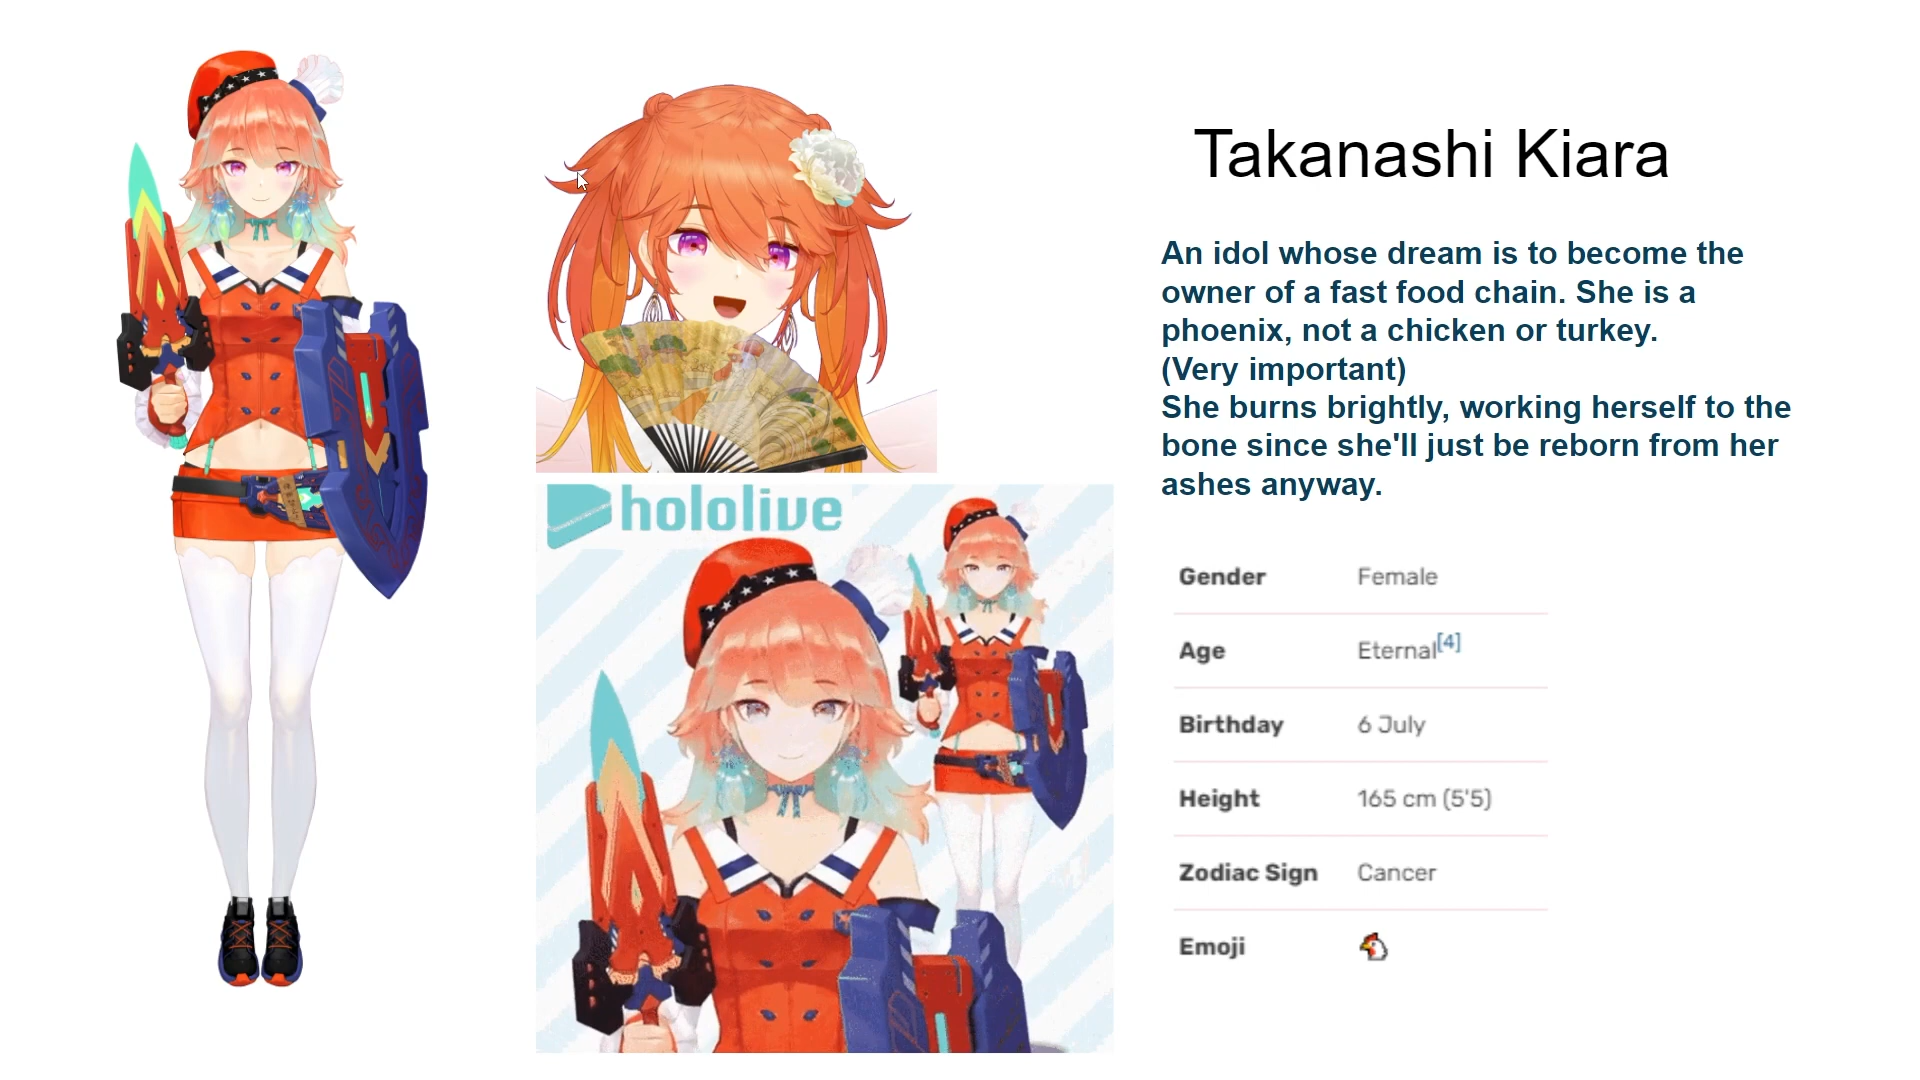 Takanashi Kiara
An idol whose dream is to become the
owner of a fast food chain. She is a
phoenix, not a chicken or turkey.
(Very important)
She burns brightly, working herself to the
bone since she'll just be reborn from her
ashes anyway.
hololive
Gender Female
Age Eternal[4]
Birthday 6 July
Height 165 cm (5'5)
Zodiac Sign Cancer
Emoji 🐔